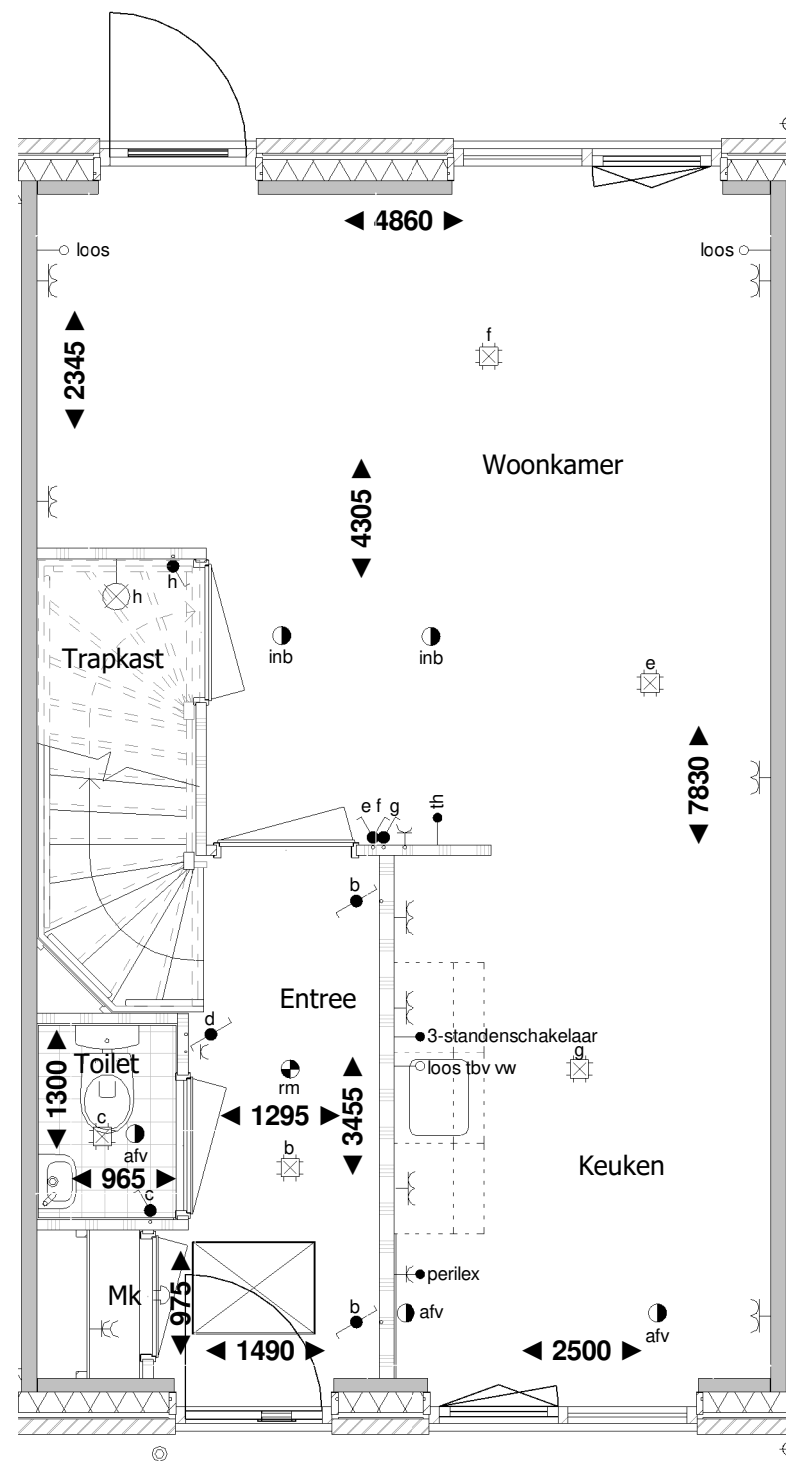 4860
loos
loos
2345
f
Woonkamer
4305
h
h
Trapkast
inb
inb
e
7830
e f g
th
b
Entree
d
3-standenschakelaar
Toilet
g
loos tbv vw
1300
rm
1295
3455
c
afv
b
Keuken
965
c
perilex
Mk
975
b
afv
afv
1490
2500